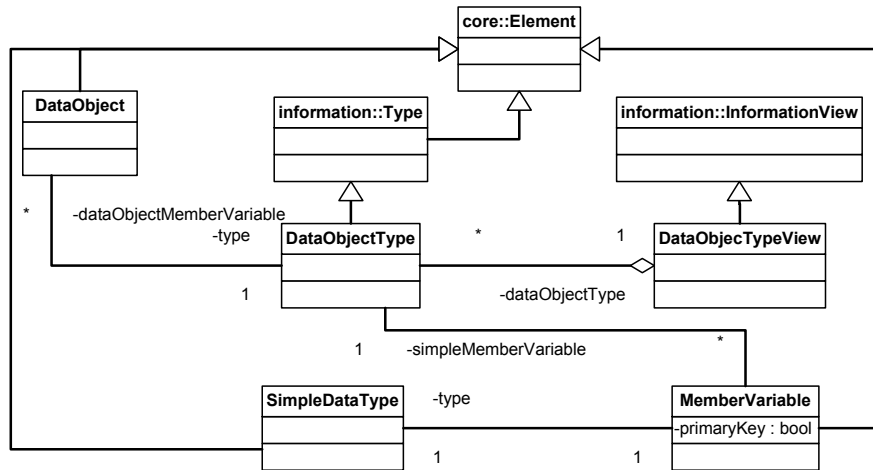 core::Element
DataObject
information::Type
information::InformationView
*
-dataObjectMemberVariable
-type
DataObjectType
*
1
DataObjecTypeView
1
-dataObjectType
1
-simpleMemberVariable
*
SimpleDataType
-type
MemberVariable
-primaryKey : bool
1
1